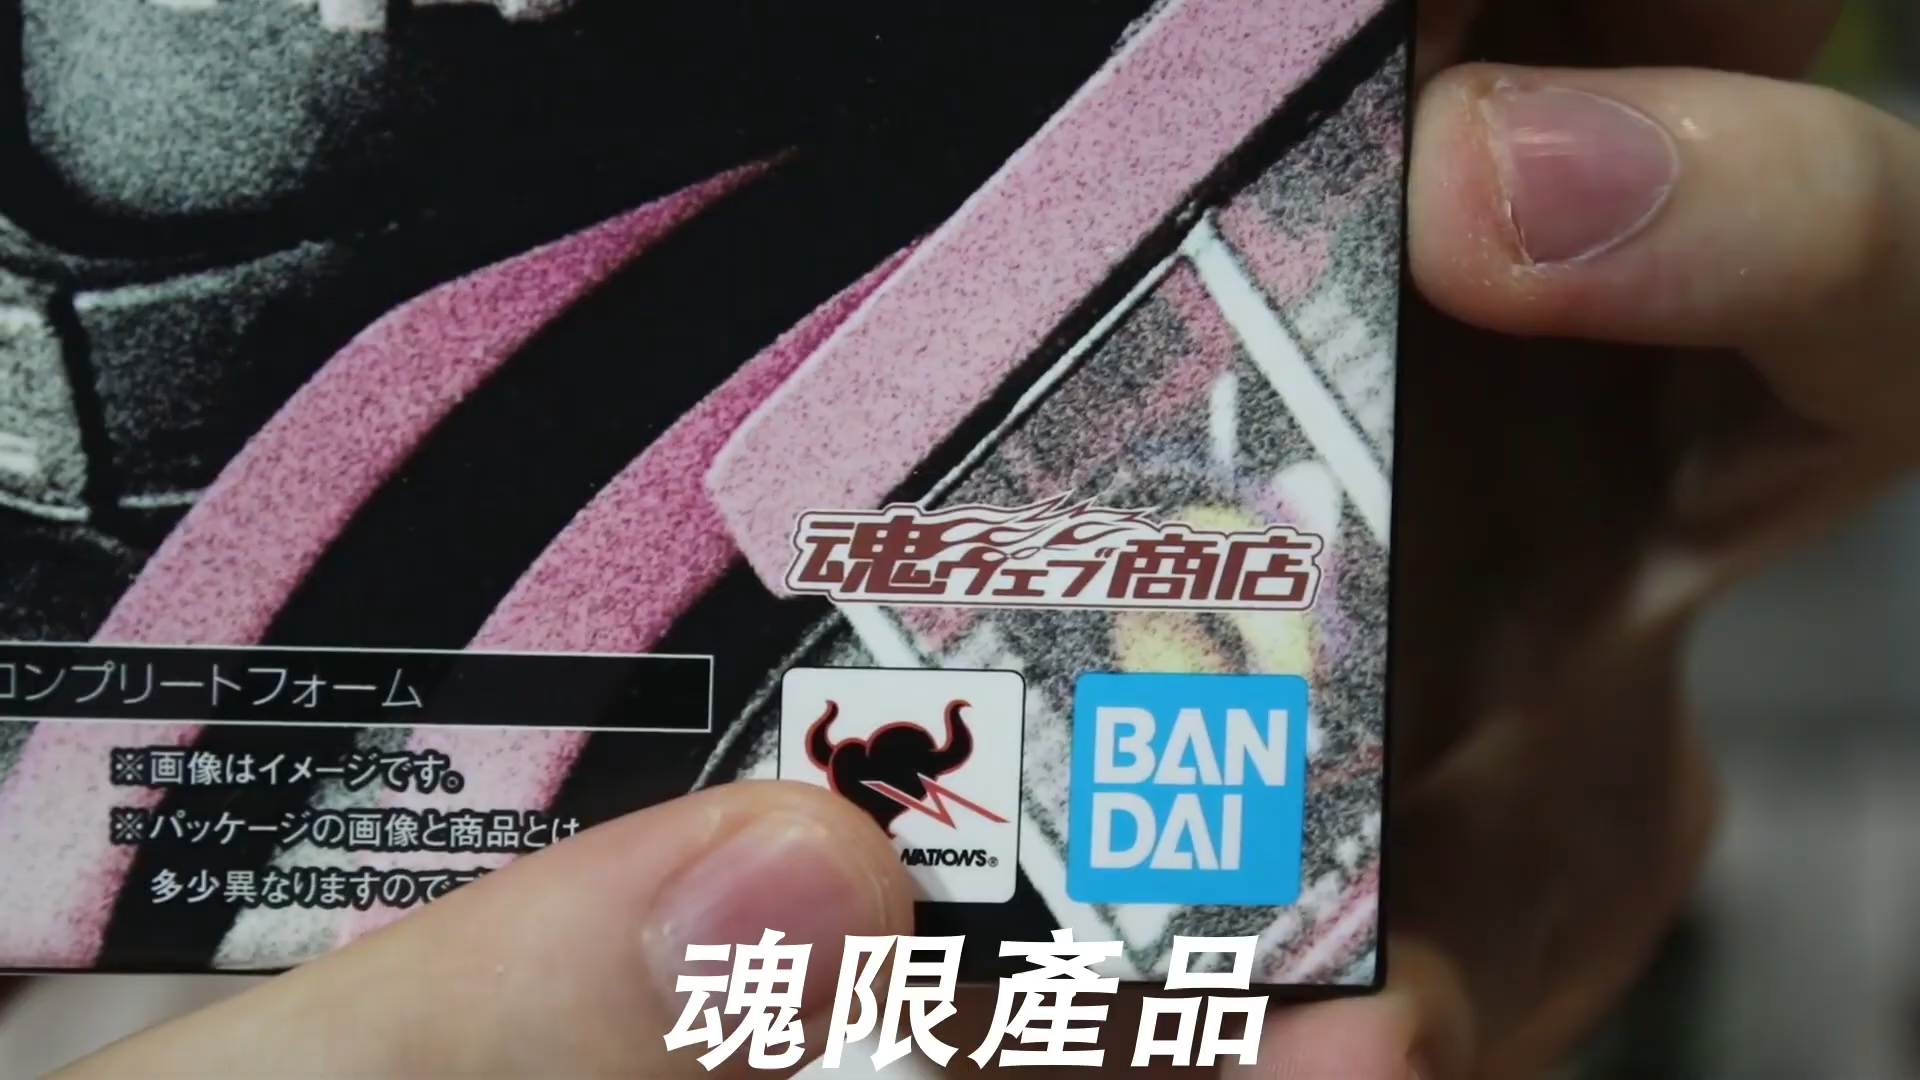 魂ウェブ商店
コンプリートフォーム
NATIONS®
BAN
DAI
※画像はイメージです。
※パッケージの画像と商品とは
多少異なりますので
魂限產品